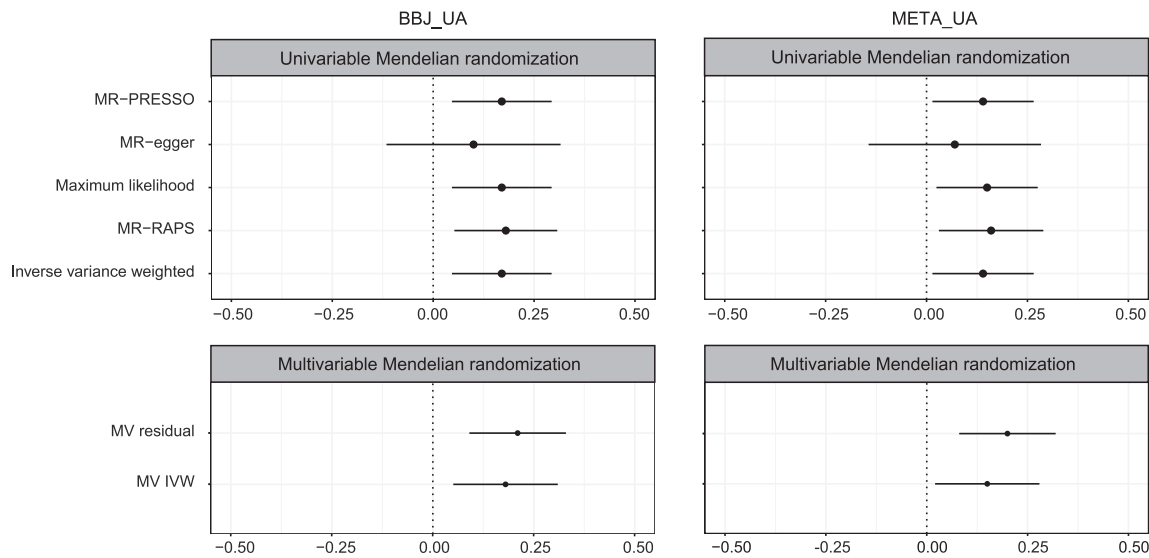 BBJ_UA
META_UA
Univariable Mendelian randomization
Univariable Mendelian randomization
MR−PRESSO
MR−egger
Maximum likelihood
MR−RAPS
Inverse variance weighted
−0.50 −0.25 0.00 0.25 0.50
−0.50 −0.25 0.00 0.25 0.50
Multivariable Mendelian randomization
Multivariable Mendelian randomization
MV residual
MV IVW
-0.50 -0.25 0.00 0.25 0.50
-0.50 -0.25 0.00 0.25 0.50